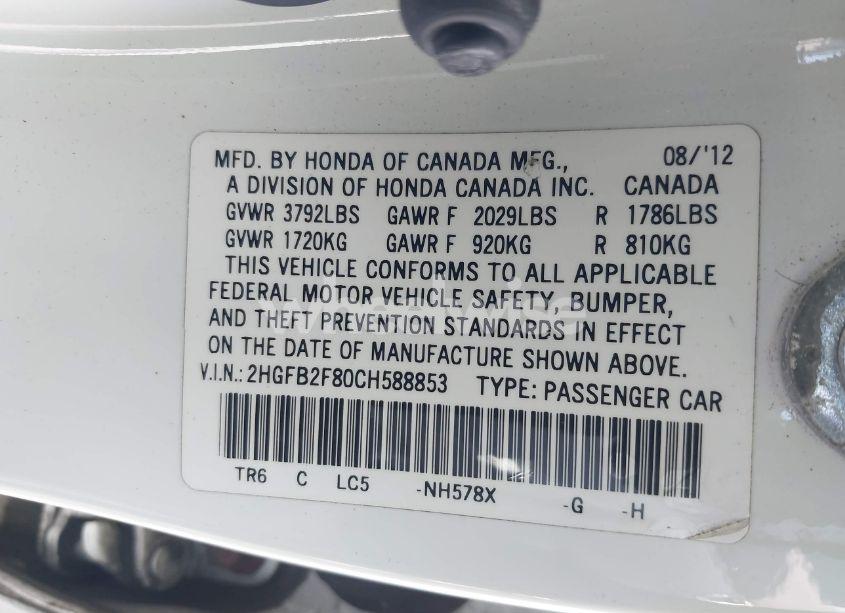 MFD. BY HONDA OF CANADA MFG., 08/'12
A DIVISION OF HONDA CANADA INC. CANADA
GVWR 3792LBS GAWR F 2029LBS R 1786LBS
GVWR 1720KG GAWR F 920KG R 810KG
THIS VEHICLE CONFORMS TO ALL APPLICABLE
FEDERAL MOTOR VEHICLE SAFETY, BUMPER,
AND THEFT PREVENTION STANDARDS IN EFFECT
ON THE DATE OF MANUFACTURE SHOWN ABOVE.
V.I.N.: 2HGFB2F80CH588853 TYPE: PASSENGER CAR
TR6 C LC5 -NH578X -G -H